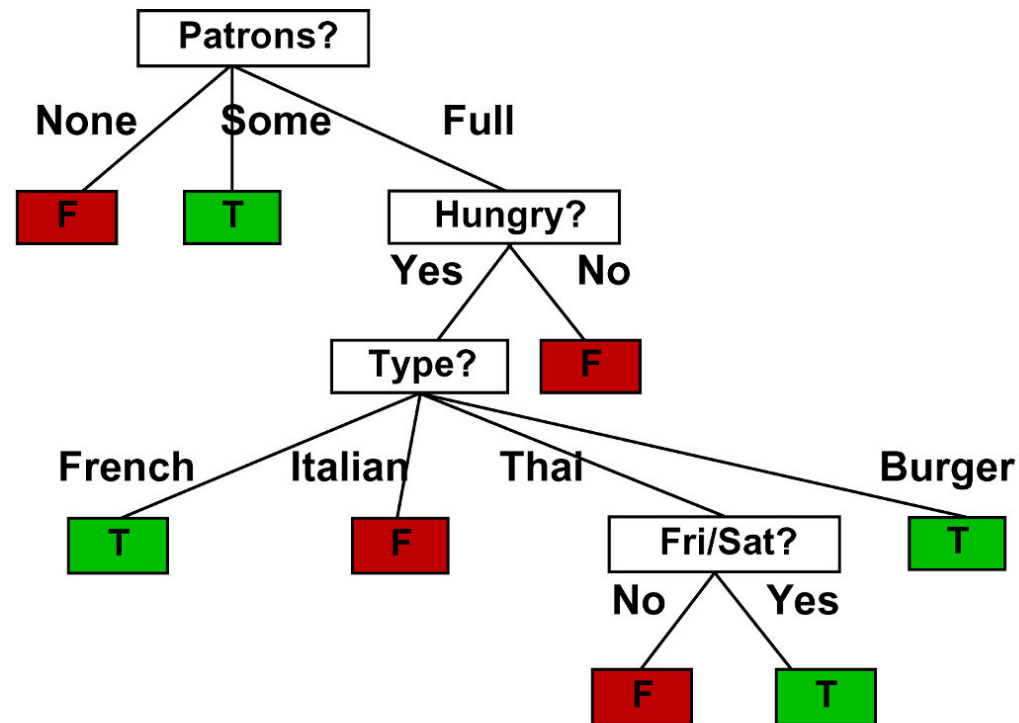 Patrons?
None Some Full
F T Hungry?
Yes No
Type? F
French Italian Thai Burger
T F Fri/Sat? T
No Yes
F T